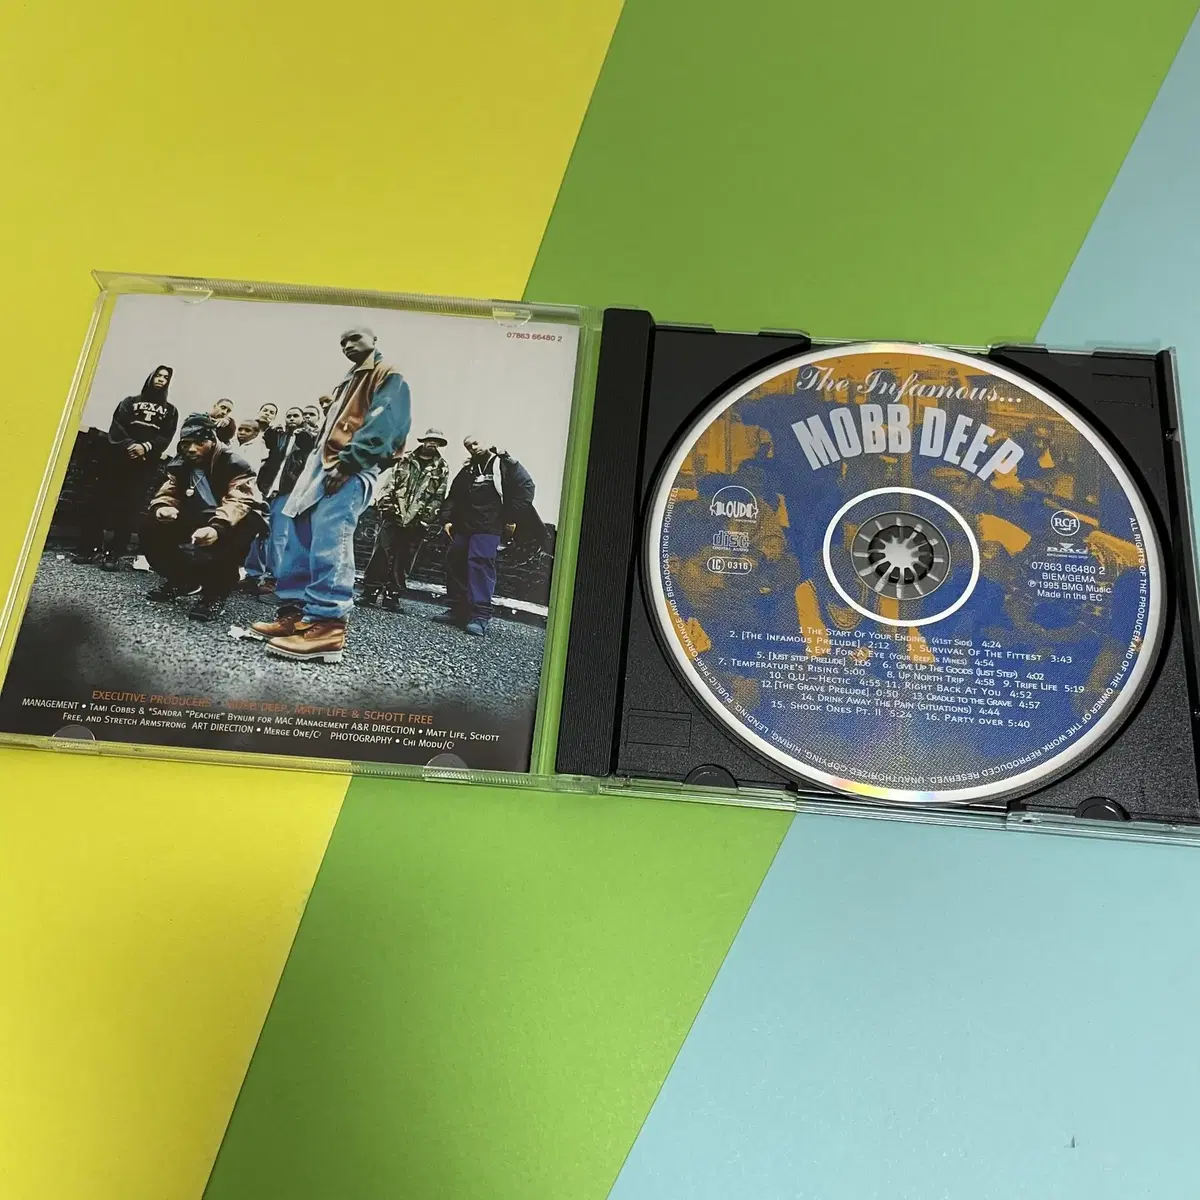 07863 66480 2
TEXAS
T
EXECUTIVE PRODUCERS • MOBB DEEP, MATT LIFE & SCHOTT FREE
MANAGEMENT • TAMI COBBS & "SANDRA "PEACHIE" BYNUM FOR MAC MANAGEMENT A&R DIRECTION • MATT LIFE, SCHOTT
FREE, AND STRETCH ARMSTRONG ART DIRECTION • MERGE ONE/ PHOTOGRAPHY • CHI MODU/
The Infamous...
MOBB DEEP
LOUD
disc
DIGITAL AUDIO
LC 0316
RCA
BMG
07863 66480 2
BIEM/GEMA
℗ 1995 BMG Music
Made in the EC
1 THE START OF YOUR ENDING (41ST SIDE) 4:24
2. [THE INFAMOUS PRELUDE] 2:12 3. SURVIVAL OF THE FITTEST 3:43
4. EYE FOR A EYE (YOUR BEEF IS MINES) 4:54
5. [JUST STEP PRELUDE] 1:06 6. GIVE UP THE GOODS (JUST STEP) 4:02
7. TEMPERATURE'S RISING 5:00 8. UP NORTH TRIP 4:58 9. TRIFE LIFE 5:19
10. Q.U.~HECTIC 4:55 11. RIGHT BACK AT YOU 4:52
12. [THE GRAVE PRELUDE] 0:50 13. CRADLE TO THE GRAVE 4:57
14. DRINK AWAY THE PAIN (SITUATIONS) 4:44
15. SHOOK ONES PT. II 5:24 16. PARTY OVER 5:40
ALL RIGHTS OF THE PRODUCER AND OF THE OWNER OF THE WORK REPRODUCED RESERVED. UNAUTHORIZED COPYING, HIRING, LENDING, PUBLIC PERFORMANCE AND BROADCASTING PROHIBITED